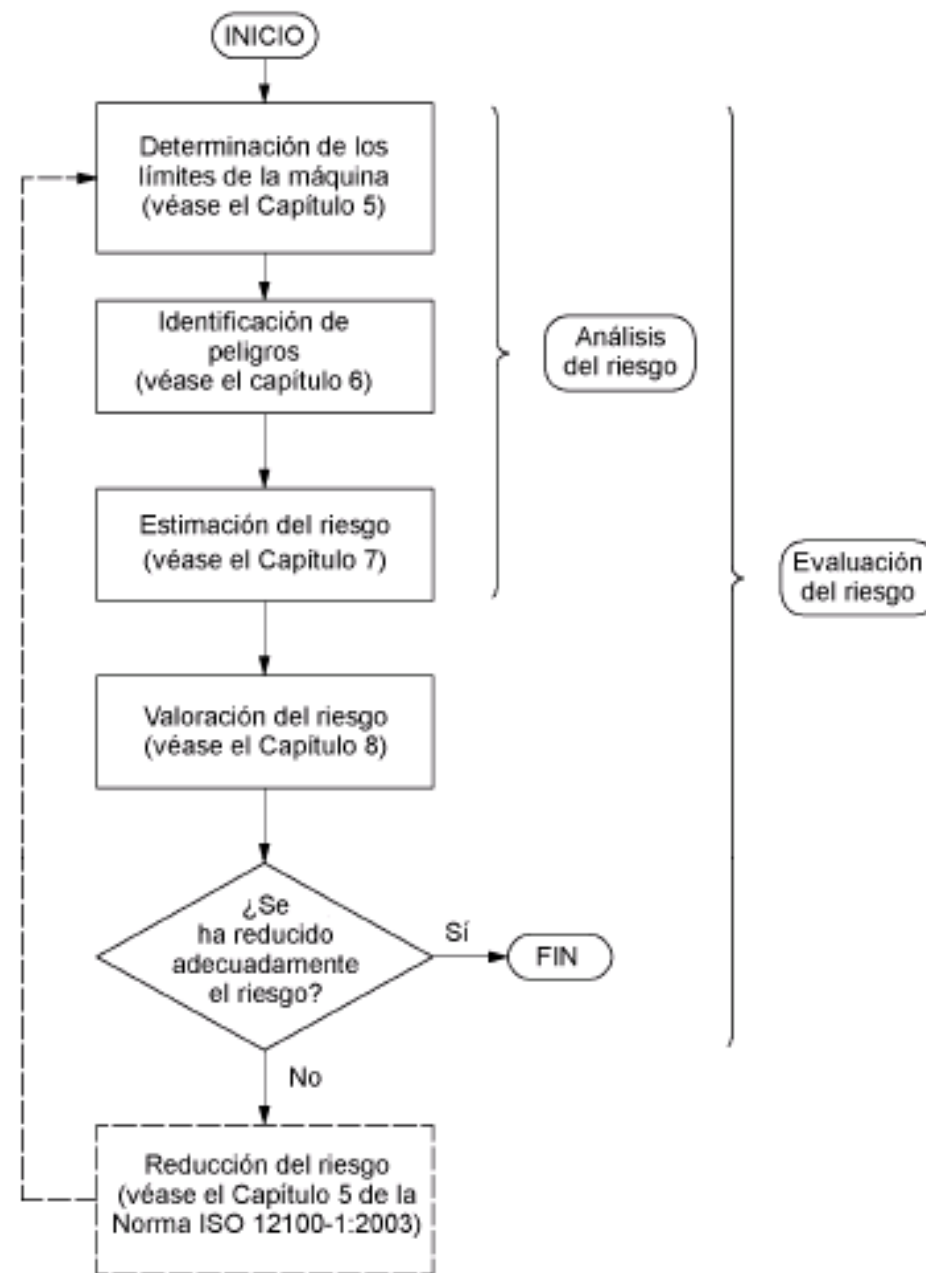 INICIO
Determinación de los
límites de la máquina
(véase el Capítulo 5)
Identificación de
peligros
(véase el capítulo 6)
Análisis
del riesgo
Estimación del riesgo
(véase el Capítulo 7)
Evaluación
del riesgo
Valoración del riesgo
(véase el Capítulo 8)
¿Se
ha reducido
adecuadamente
el riesgo?
Sí
FIN
No
Reducción del riesgo
(véase el Capítulo 5 de la
Norma ISO 12100-1:2003)